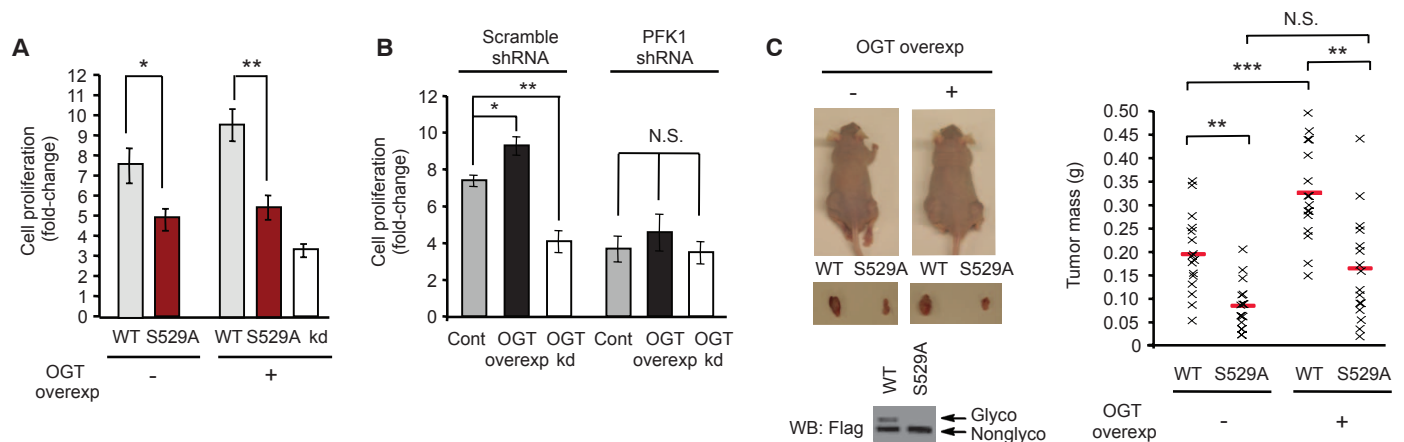 A
Cell proliferation
(fold-change)
12
11
10
9
8
7
6
5
4
3
2
1
0
*
**
WT S529A
WT S529A kd
OGT
overexp
-
+
B
Scramble
shRNA
PFK1
shRNA
Cell proliferation
(fold-change)
12
10
8
6
4
2
0
**
*
N.S.
Cont OGT OGT Cont OGT OGT
overexp kd overexp kd
C
OGT overexp
- +
WT S529A WT S529A
WT
S529A
WB: Flag
Glyco
Nonglyco
N.S.
**
***
**
Tumor mass (g)
0.50
0.45
0.40
0.35
0.30
0.25
0.20
0.15
0.10
0.05
0
WT S529A WT S529A
OGT
overexp
- +